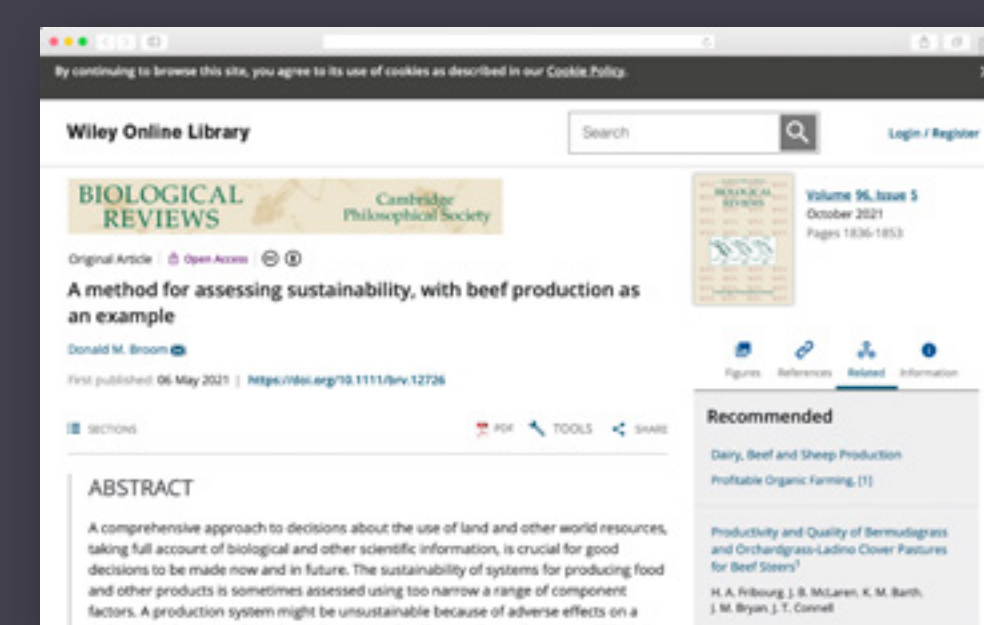 By continuing to browse this site, you agree to its use of cookies as described in our Cookie Policy.
Wiley Online Library
Search
Login / Register
BIOLOGICAL
REVIEWS
Cambridge
Philosophical Society
Original Article
Open Access
A method for assessing sustainability, with beef production as
an example
Donald M. Broom
First published: 06 May 2021 | https://doi.org/10.1111/brv.12726
SECTIONS
PDF
TOOLS
SHARE
ABSTRACT
A comprehensive approach to decisions about the use of land and other world resources,
taking full account of biological and other scientific information, is crucial for good
decisions to be made now and in future. The sustainability of systems for producing food
and other products is sometimes assessed using too narrow a range of component
factors. A production system might be unsustainable because of adverse effects on a
BIOLOGICAL
REVIEWS
Volume 96, Issue 5
October 2021
Pages 1836-1853
Figures
References
Related
Information
Recommended
Dairy, Beef and Sheep Production
Profitable Organic Farming, [1]
Productivity and Quality of Bermudagrass
and Orchardgrass-Ladino Clover Pastures
for Beef Steers¹
H. A. Fribourg, J. B. McLaren, K. M. Barth,
J. M. Bryan, J. T. Connell